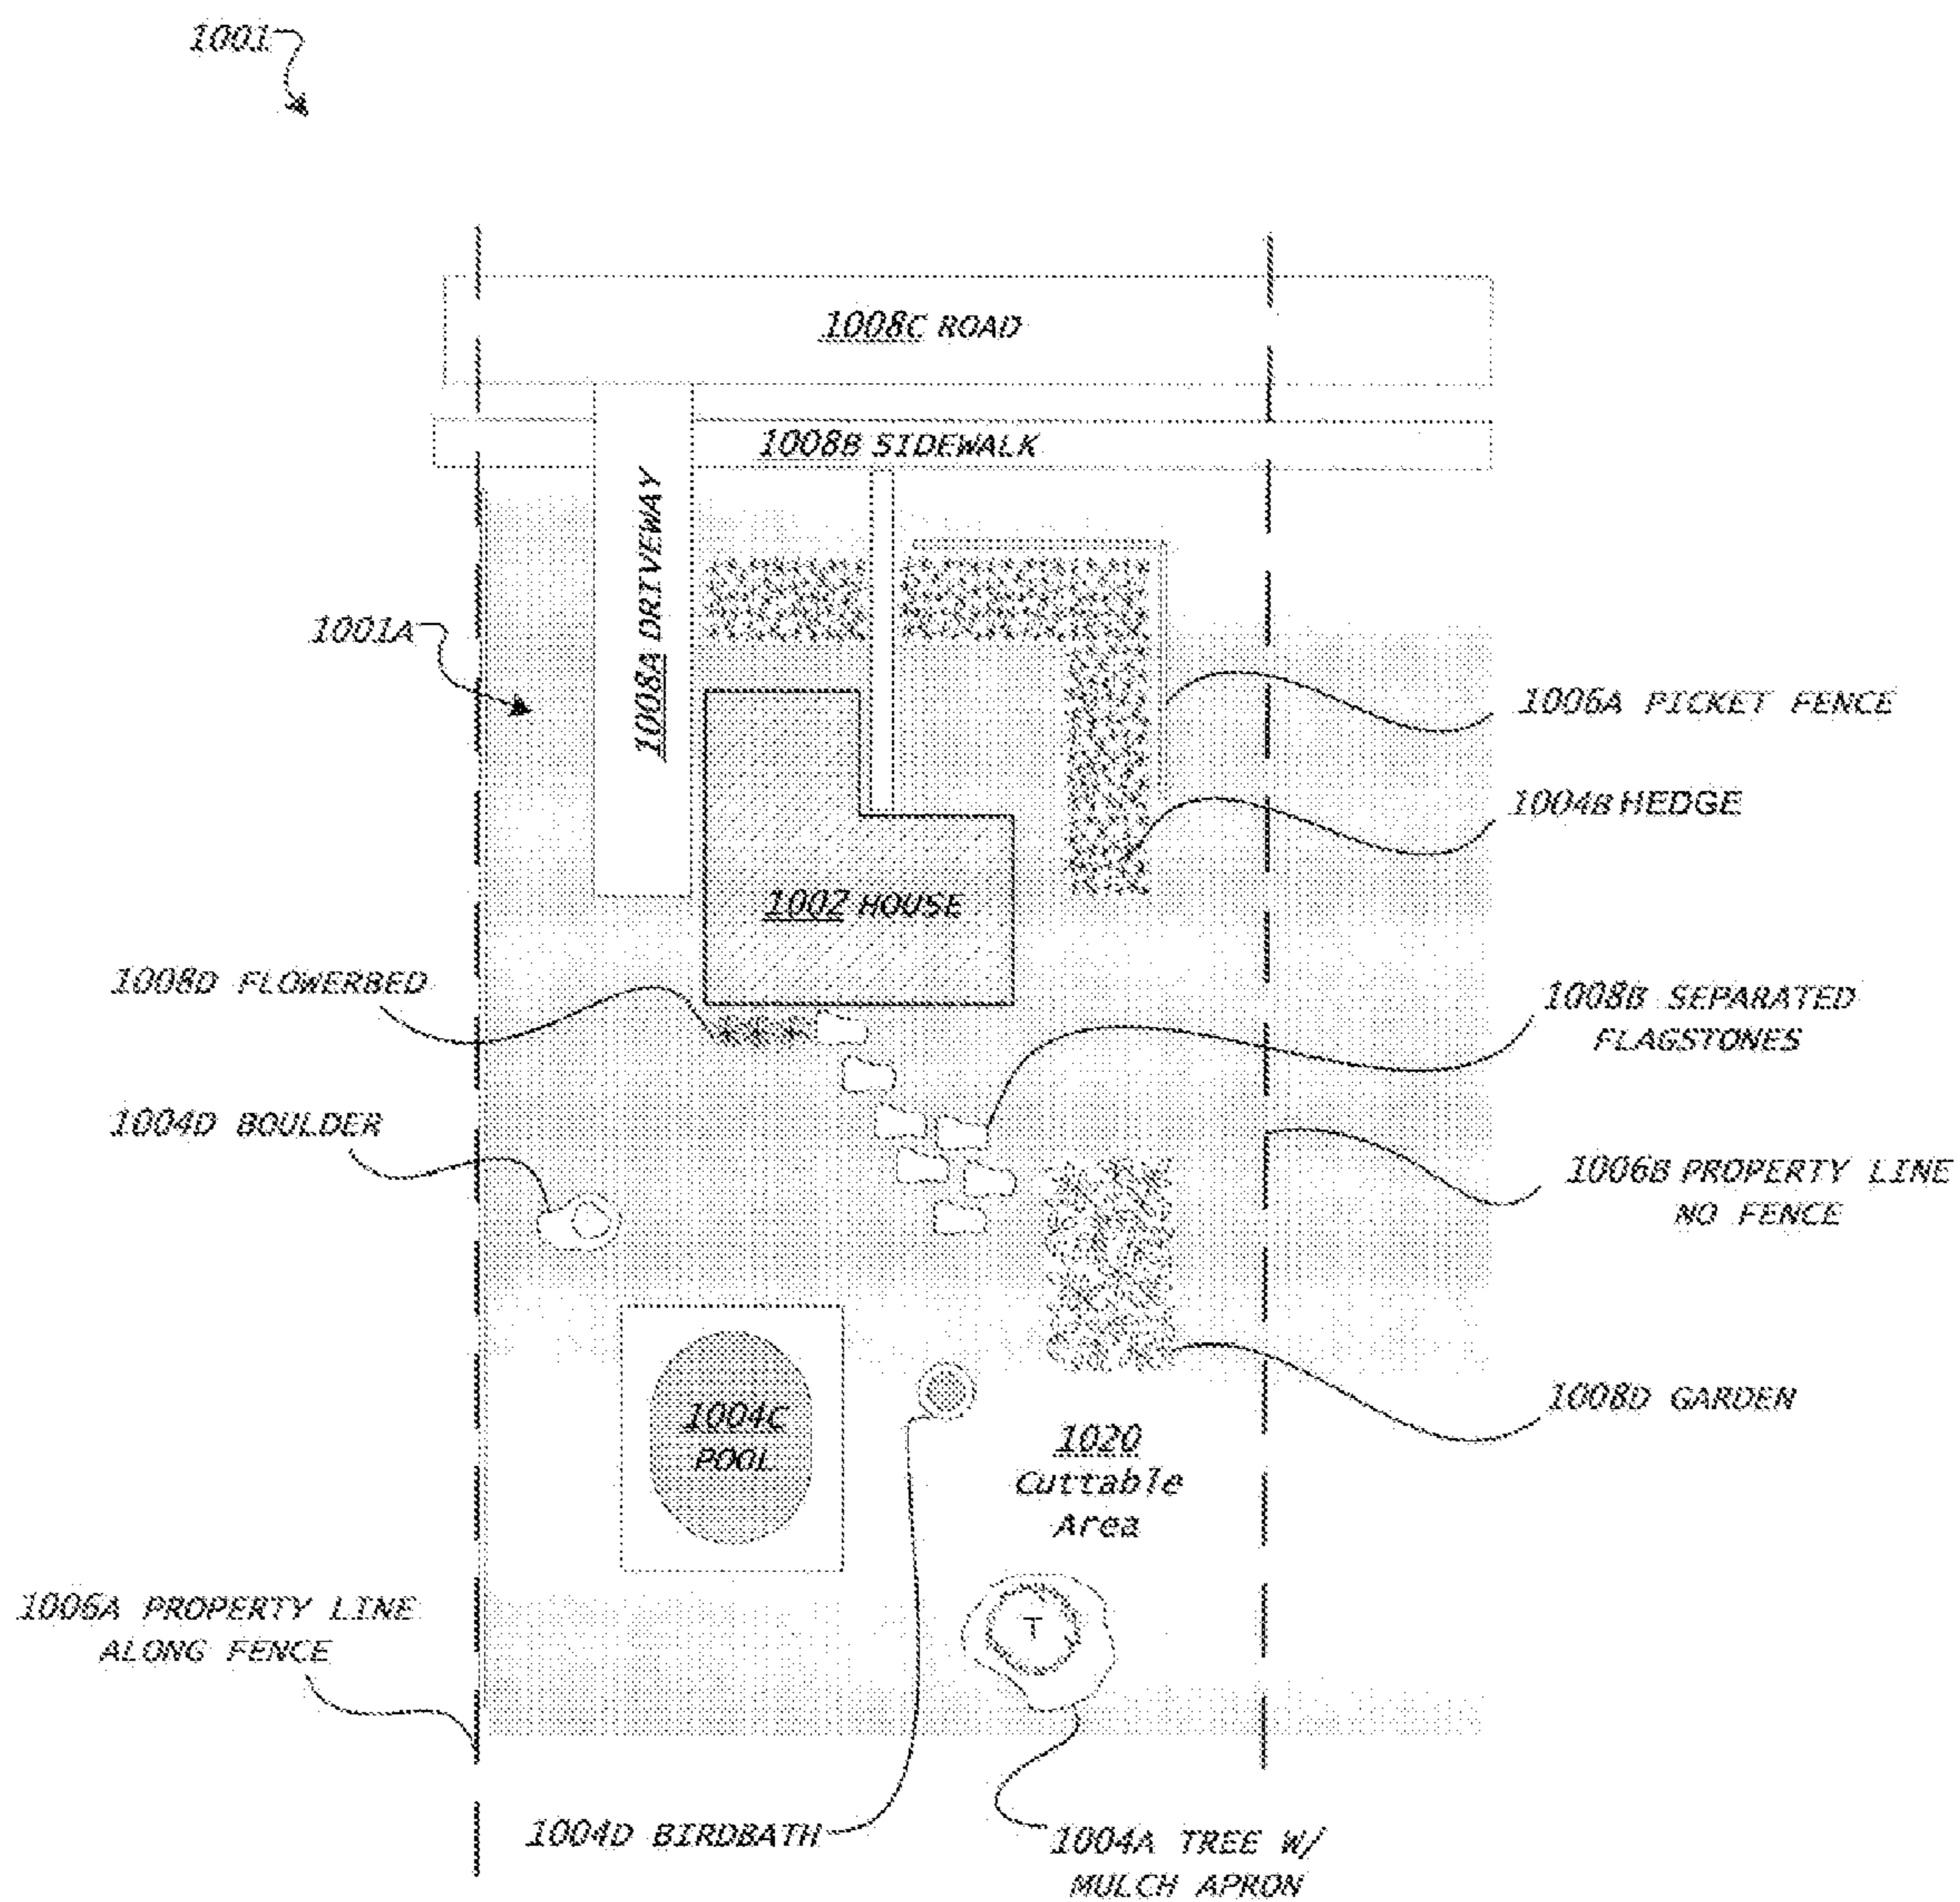 1001
1008C ROAD
1008B SIDEWALK
1008A DRIVEWAY
1001A
1006A PICKET FENCE
1004B HEDGE
1002 HOUSE
1008D FLOWERBED
1008B SEPARATED
FLAGSTONES
1004D BOULDER
1006B PROPERTY LINE
NO FENCE
1008D GARDEN
1004C
POOL
1020
Cuttable
Area
1006A PROPERTY LINE
ALONG FENCE
T
1004D BIRDBATH
1004A TREE W/
MULCH APRON